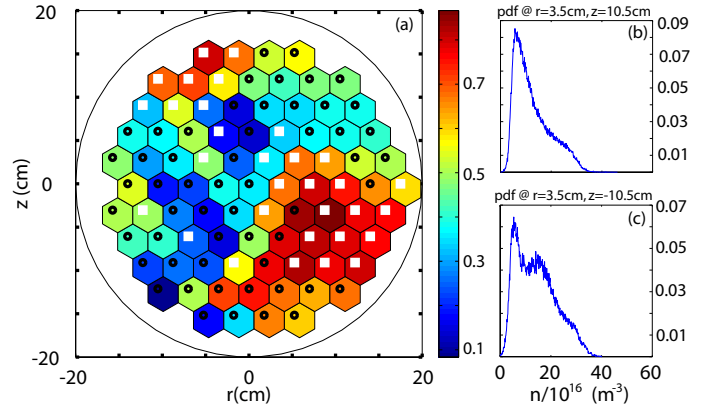 (a)
20
0
-20
z (cm)
-20
0
20
r(cm)
0.7
0.5
0.3
0.1
pdf @ r=3.5cm, z=10.5cm
(b)
0.09
0.07
0.05
0.03
0.01
pdf @ r=3.5cm, z=-10.5cm
(c)
0.07
0.05
0.03
0.01
0
20
40
60
n/10¹⁶ (m⁻³)